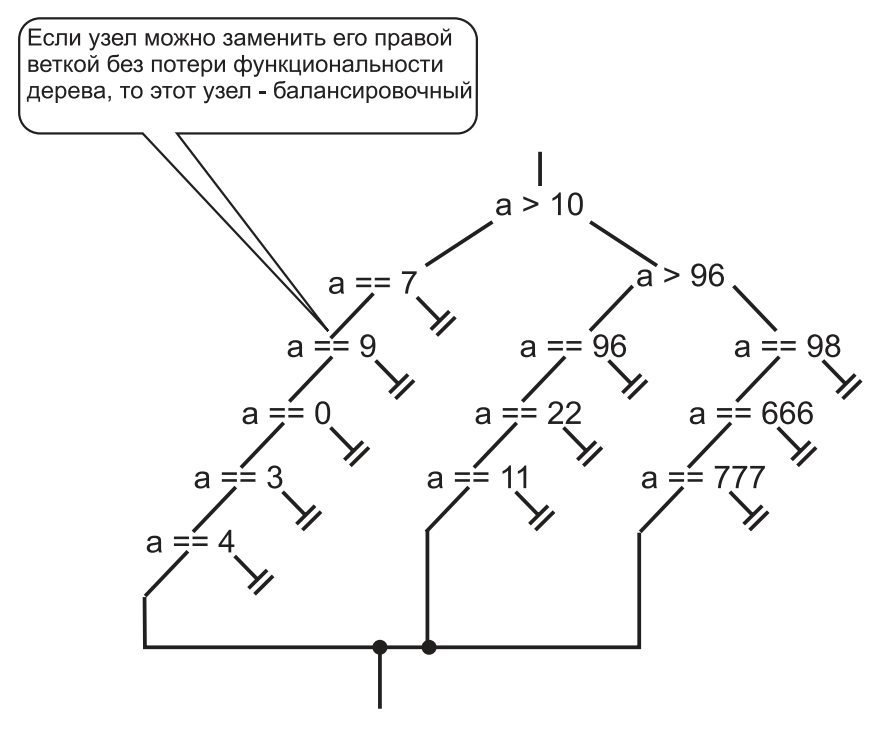 Если узел можно заменить его правой
веткой без потери функциональности
дерева, то этот узел - балансировочный
a > 10
a == 7
a > 96
a == 9
a == 96
a == 98
a == 0
a == 22
a == 666
a == 3
a == 11
a == 777
a == 4